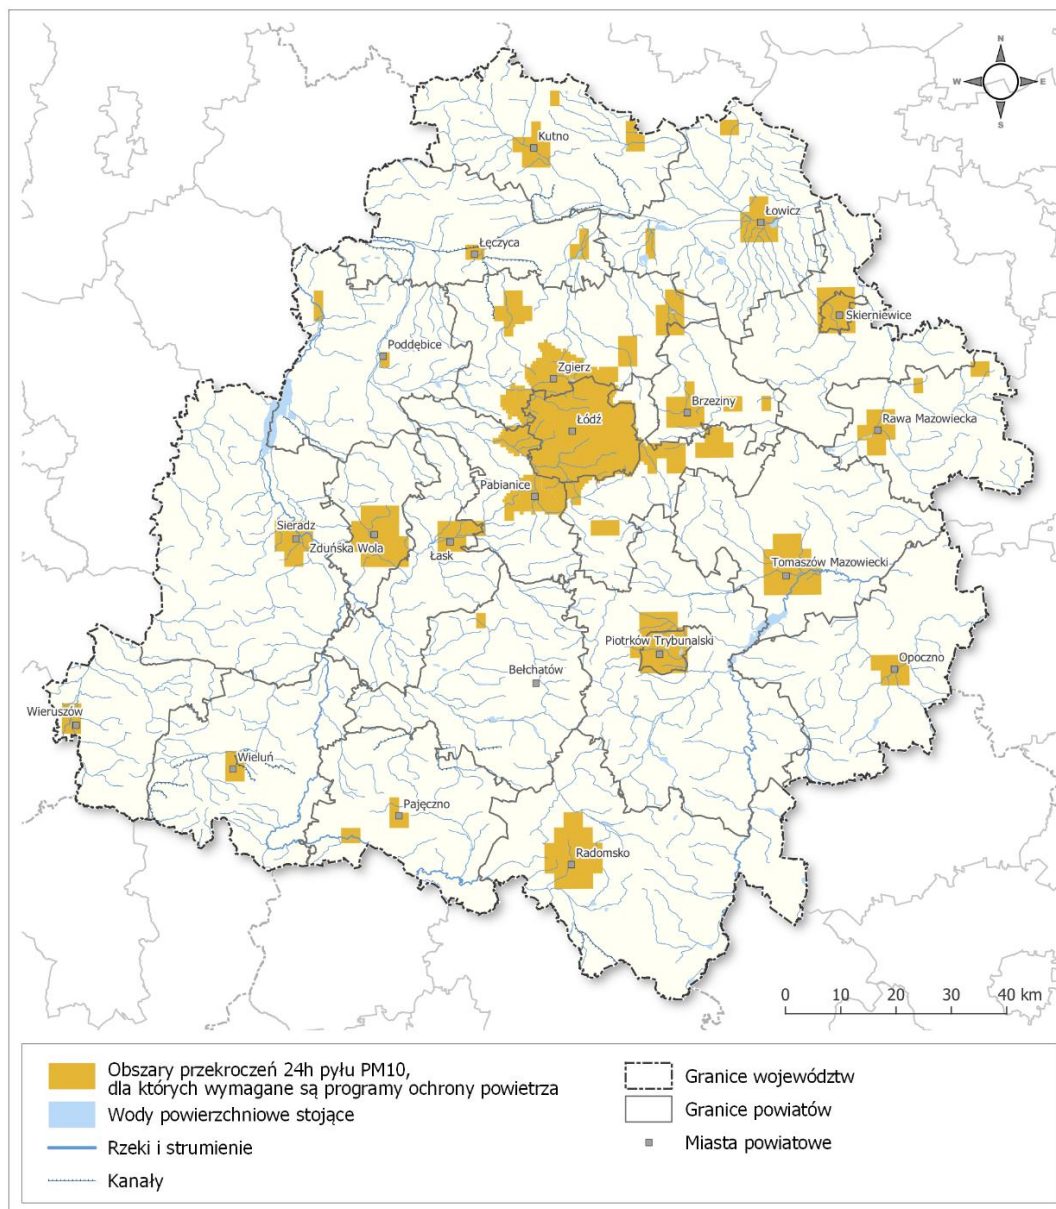 N
W
E
S
Kutno
Łowicz
Łęczyca
Skierniewice
Poddębice
Zgierz
Brzeziny
Rawa Mazowiecka
Łódź
Pabianice
Sieradz
Zduńska Wola
Łask
Tomaszów Mazowiecki
Piotrków Trybunalski
Opoczno
Bełchatów
Wieruszów
Wieluń
Pajęczno
Radomsko
0 10 20 30 40 km
Obszary przekroczeń 24h pyłu PM10,
dla których wymagane są programy ochrony powietrza
Wody powierzchniowe stojące
Rzeki i strumienie
Kanały
Granice województw
Granice powiatów
Miasta powiatowe